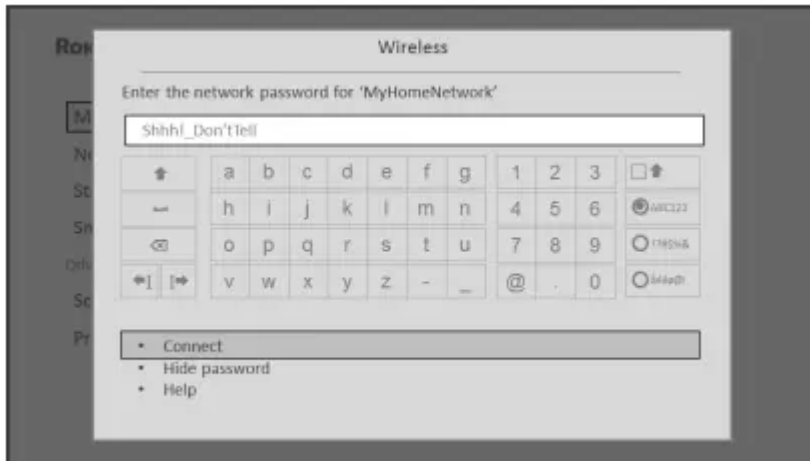 Wireless
Enter the network password for 'MyHomeNetwork'
Shhh!_Don'tTell
a b c d e f g 1 2 3
h i j k l m n 4 5 6 ABC123
o p q r s t u 7 8 9
v w x y z - _ @ . 0
• Connect
• Hide password
• Help